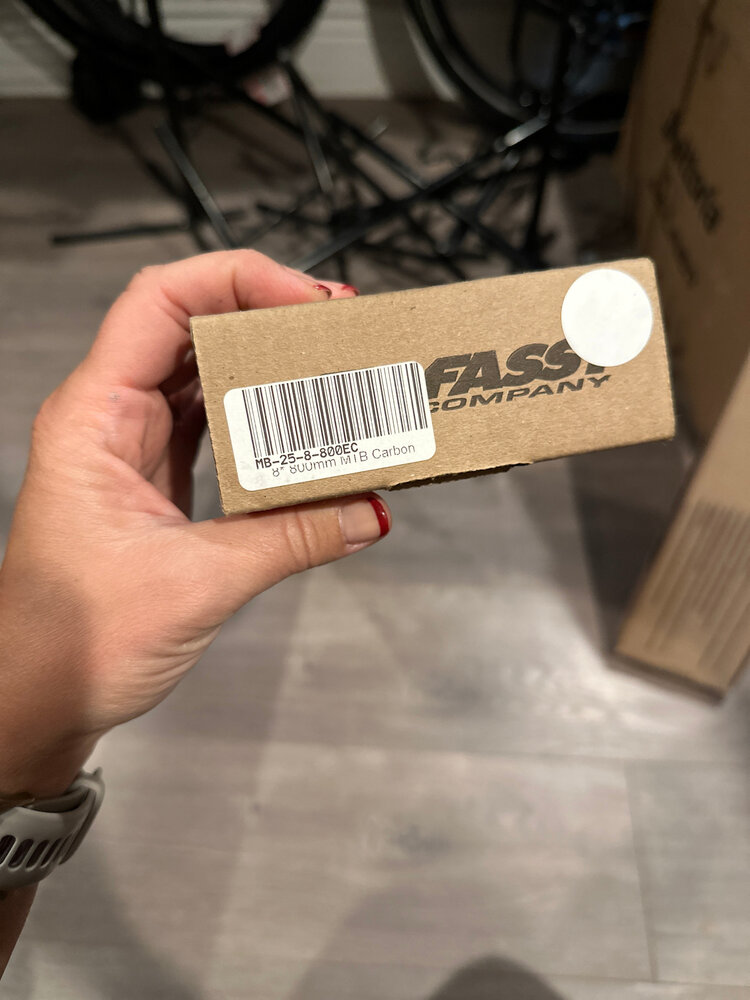 FASST
COMPANY
MB-25-8-800EC
8° 800mm MTB Carbon